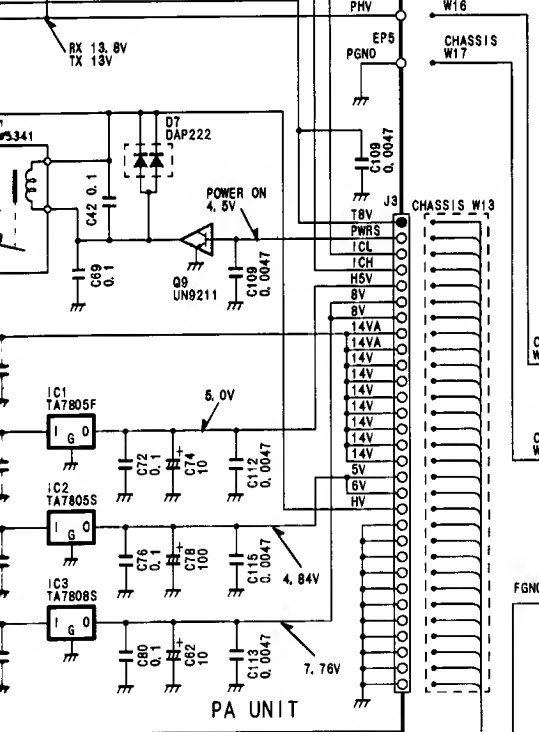 PHV
W16
RX 13.8V
TX 13V
EP5
PGND
CHASSIS
W17
5341
D7
DAP222
C109
0.0047
C42 0.1
POWER ON
4.5V
J3
CHASSIS W13
T8V
PWRS
ICL
ICH
H5V
8V
8V
14VA
14VA
14V
14V
14V
14V
14V
14V
14V
5V
6V
HV
C69
0.1
Q9
UN9211
C109
0.0047
IC1
TA7805F
I G O
5.0V
C72
0.1
C74
10
C112
0.0047
IC2
TA7805S
I G O
C76
0.1
C78
100
C115
0.0047
4.84V
IC3
TA7808S
I G O
C80
0.1
C62
10
C113
0.0047
7.76V
FGND
PA UNIT